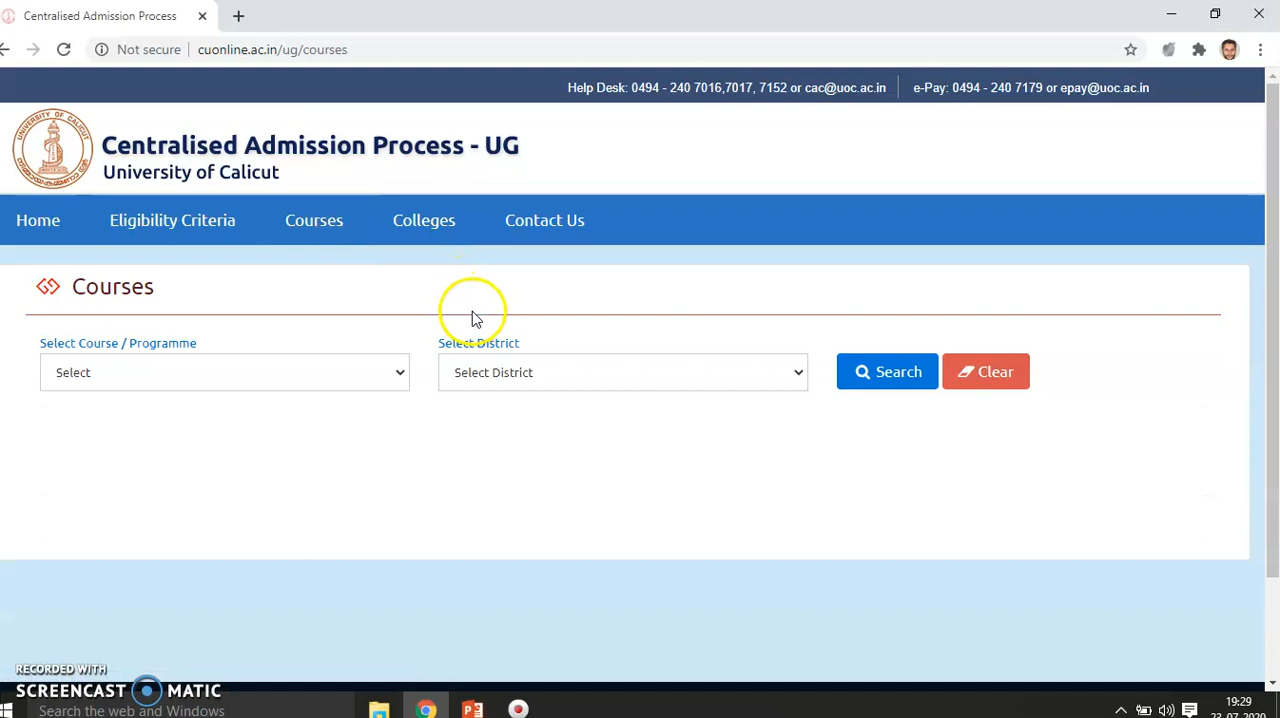 Centralised Admission Process
Not secure
cuonline.ac.in/ug/courses
Help Desk: 0494 - 240 7016,7017, 7152 or cac@uoc.ac.in
e-Pay: 0494 - 240 7179 or epay@uoc.ac.in
Centralised Admission Process - UG
University of Calicut
Home Eligibility Criteria Courses Colleges Contact Us
Courses
Select Course / Programme
Select District
Select
Select District
Search
Clear
RECORDED WITH
SCREENCAST MATIC
Search the web and Windows
19:29
23-07-2020